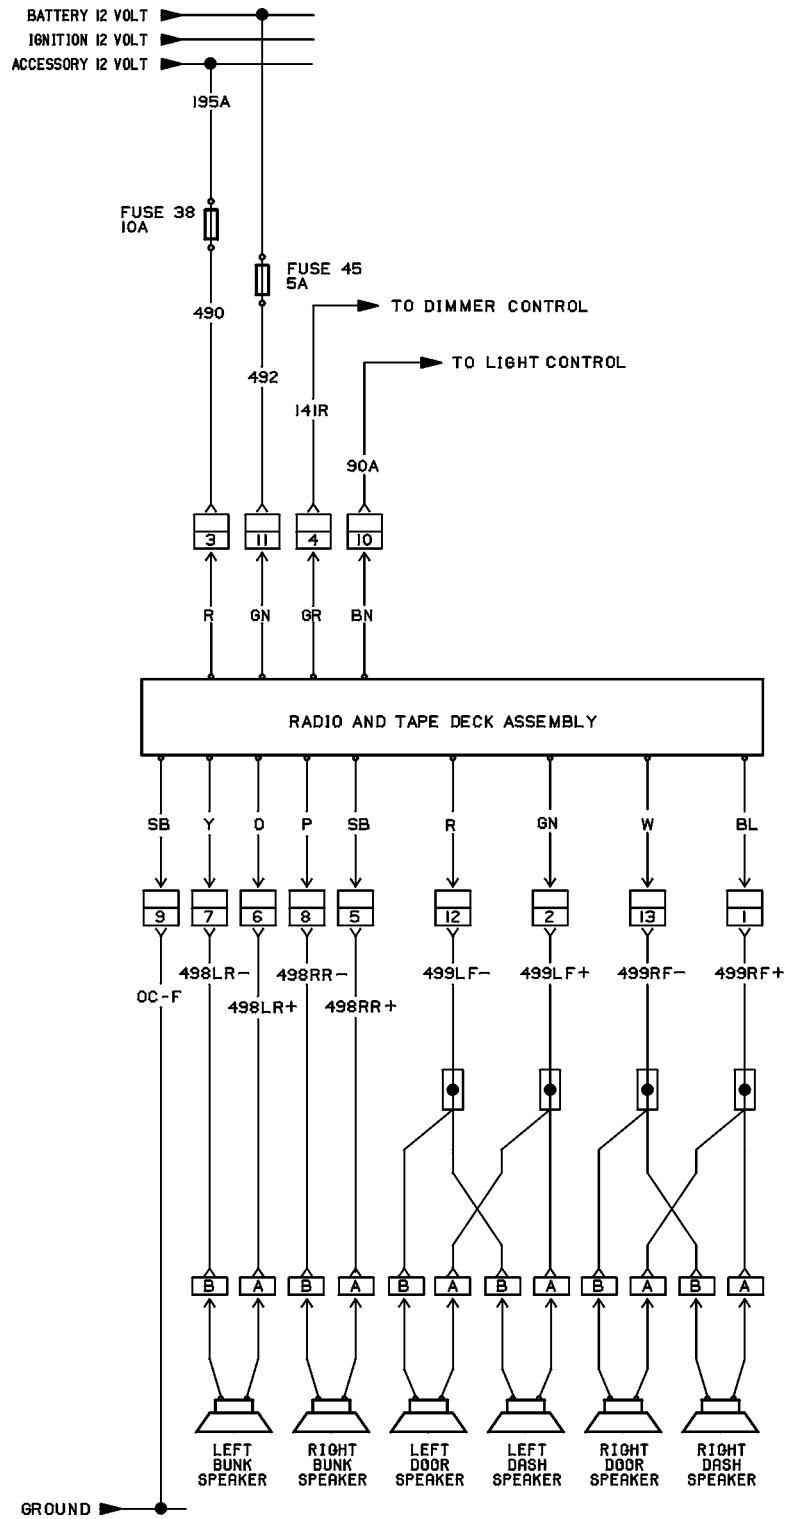 BATTERY 12 VOLT
IGNITION 12 VOLT
ACCESSORY 12 VOLT
195A
FUSE 38
10A
FUSE 45
5A
490
TO DIMMER CONTROL
492
TO LIGHT CONTROL
141R
90A
3 11 4 10
R GN GR BN
RADIO AND TAPE DECK ASSEMBLY
SB Y O P SB R GN W BL
9 7 6 8 5 12 2 13 1
498LR- 498RR- 499LF- 499LF+ 499RF- 499RF+
0C-F 498LR+ 498RR+
B A B A B A B A B A B A
LEFT BUNK SPEAKER
RIGHT BUNK SPEAKER
LEFT DOOR SPEAKER
LEFT DASH SPEAKER
RIGHT DOOR SPEAKER
RIGHT DASH SPEAKER
GROUND